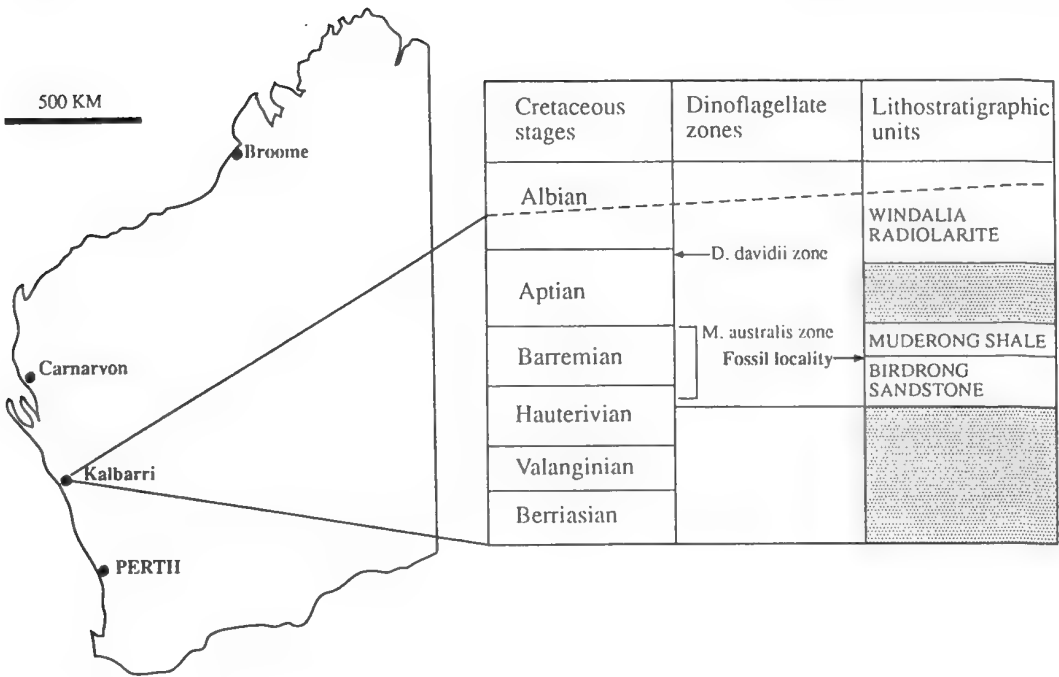 500 KM
Broome
Carnarvon
Kalbarri
PERTH
Cretaceous
stages
Dinoflagellate
zones
Lithostratigraphic
units
Albian
WINDALIA
RADIOLARITE
D. davidii zone
Aptian
M. australis zone
MUDERONG SHALE
Fossil locality
Barremian
BIRDRONG
SANDSTONE
Hauterivian
Valanginian
Berriasian